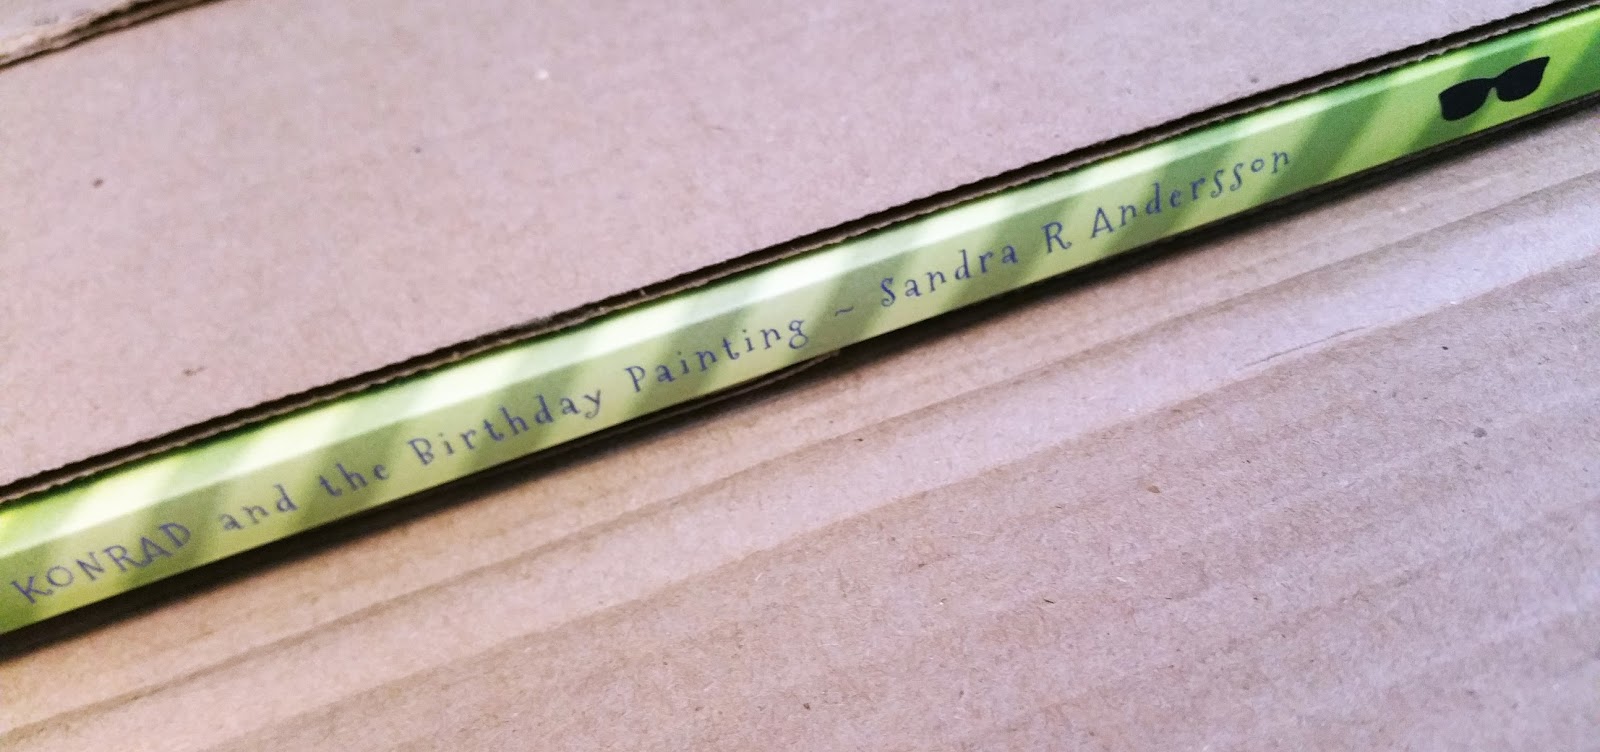 KONRAD and the Birthday Painting ~ Sandra R Andersson